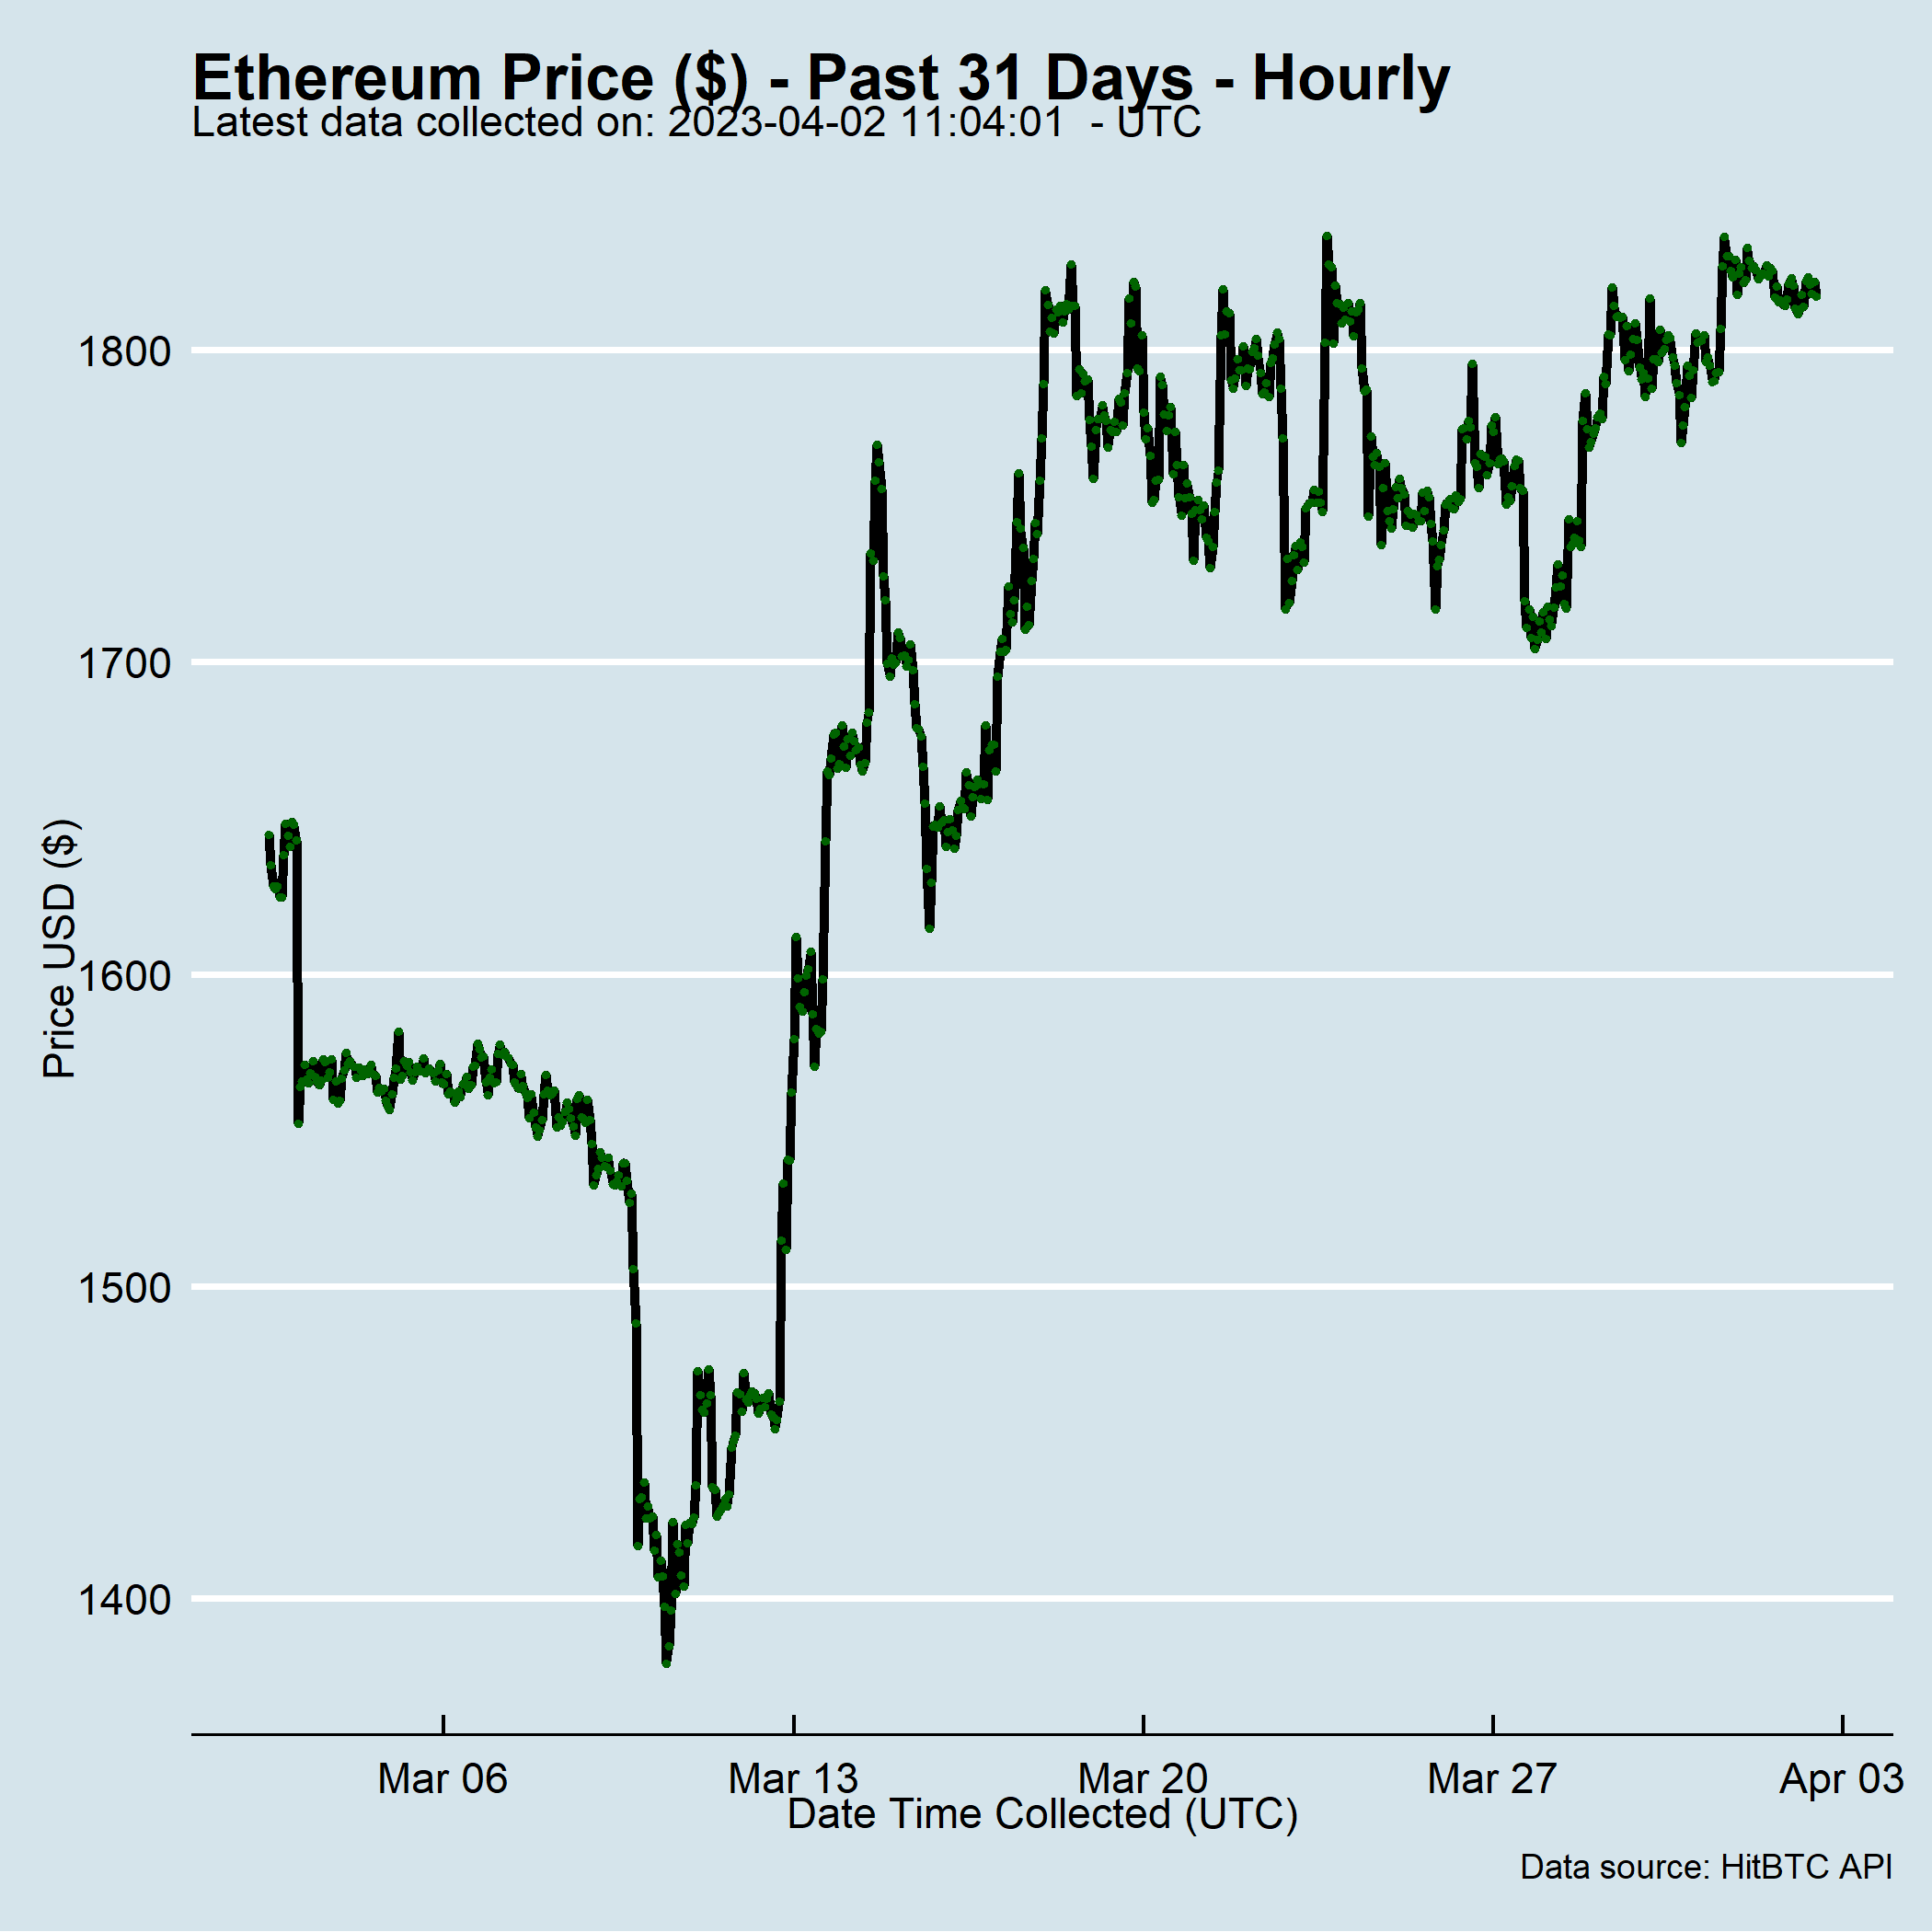 Ethereum Price ($) - Past 31 Days - Hourly
Latest data collected on: 2023-04-02 11:04:01  - UTC
Price USD ($)
1800
1700
1600
1500
1400
Mar 06 Mar 13 Mar 20 Mar 27 Apr 03
Date Time Collected (UTC)
Data source: HitBTC API